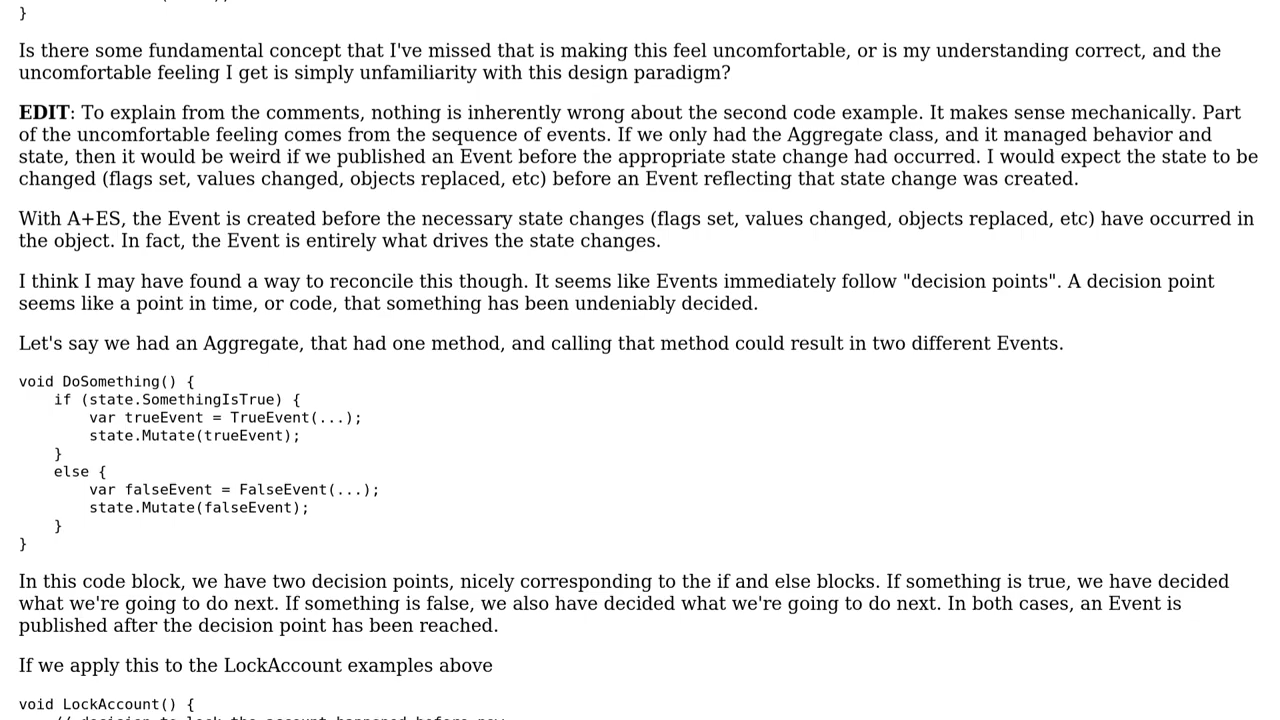 }
Is there some fundamental concept that I've missed that is making this feel uncomfortable, or is my understanding correct, and the
uncomfortable feeling I get is simply unfamiliarity with this design paradigm?
EDIT: To explain from the comments, nothing is inherently wrong about the second code example. It makes sense mechanically. Part
of the uncomfortable feeling comes from the sequence of events. If we only had the Aggregate class, and it managed behavior and
state, then it would be weird if we published an Event before the appropriate state change had occurred. I would expect the state to be
changed (flags set, values changed, objects replaced, etc) before an Event reflecting that state change was created.
With A+ES, the Event is created before the necessary state changes (flags set, values changed, objects replaced, etc) have occurred in
the object. In fact, the Event is entirely what drives the state changes.
I think I may have found a way to reconcile this though. It seems like Events immediately follow "decision points". A decision point
seems like a point in time, or code, that something has been undeniably decided.
Let's say we had an Aggregate, that had one method, and calling that method could result in two different Events.
void DoSomething() {
    if (state.SomethingIsTrue) {
        var trueEvent = TrueEvent(...);
        state.Mutate(trueEvent);
    }
    else {
        var falseEvent = FalseEvent(...);
        state.Mutate(falseEvent);
    }
}
In this code block, we have two decision points, nicely corresponding to the if and else blocks. If something is true, we have decided
what we're going to do next. If something is false, we also have decided what we're going to do next. In both cases, an Event is
published after the decision point has been reached.
If we apply this to the LockAccount examples above
void LockAccount() {